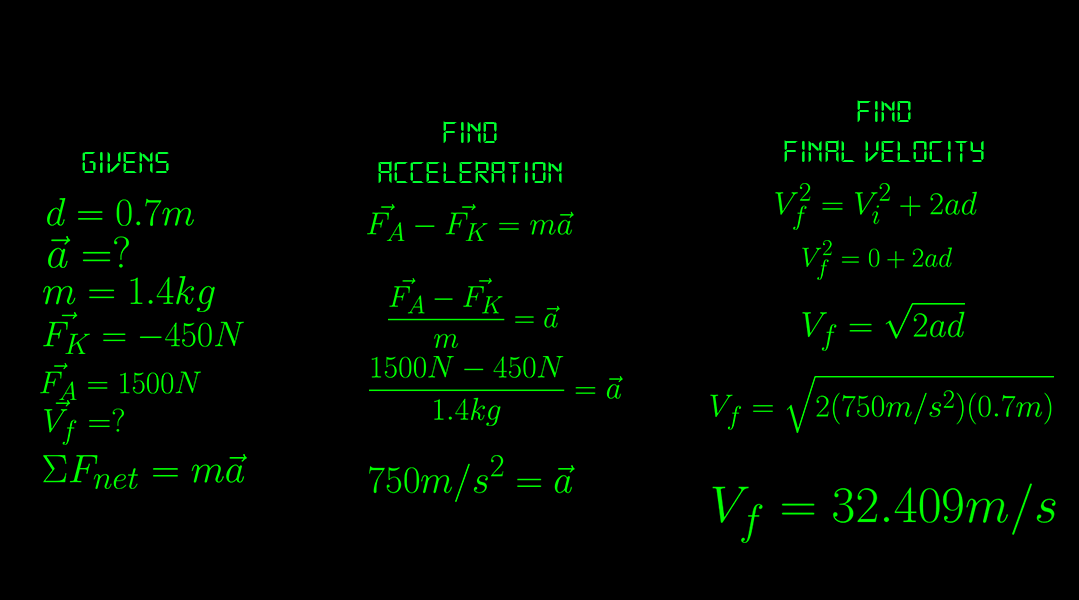 GIVENS
d = 0.7m
a⃗ =?
m = 1.4kg
F⃗_K = −450N
F⃗_A = 1500N
V⃗_f =?
ΣF_net = ma⃗
FIND
ACCELERATION
F⃗_A − F⃗_K = ma⃗
(F⃗_A − F⃗_K)/m = a⃗
(1500N − 450N)/1.4kg = a⃗
750m/s² = a⃗
FIND
FINAL VELOCITY
V_f² = V_i² + 2ad
V_f² = 0 + 2ad
V_f = √(2ad)
V_f = √(2(750m/s²)(0.7m))
V_f = 32.409m/s